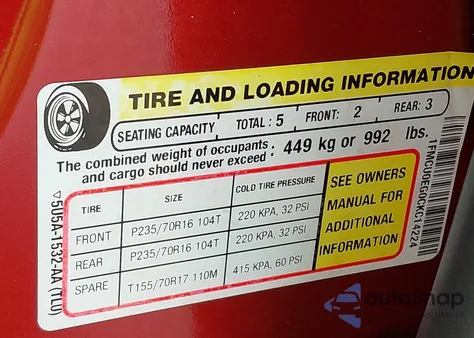 TIRE AND LOADING INFORMATION
SEATING CAPACITY TOTAL : 5 FRONT: 2 REAR: 3
The combined weight of occupants and cargo should never exceed : 449 kg or 992 lbs.
TIRE SIZE COLD TIRE PRESSURE
FRONT P235/70R16 104T 220 KPA, 32 PSI
REAR P235/70R16 104T 220 KPA, 32 PSI
SPARE T155/70R17 110M 415 KPA, 60 PSI
SEE OWNERS
MANUAL FOR
ADDITIONAL
INFORMATION
5U5A-1532-AA (TLU)